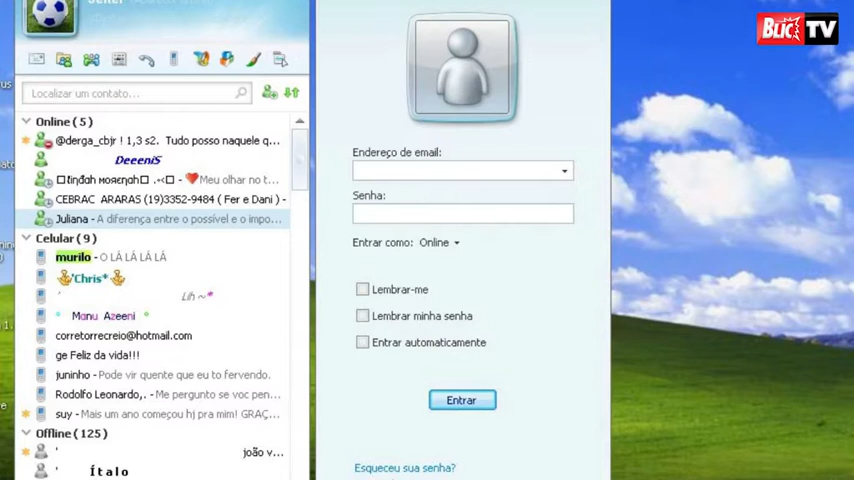 BLIC TV
Localizar um contato...
Online (5)
@derga_cbjr ! 1,3 s2. Tudo posso naquele q...
DeeeniS
Meu olhar no t...
CEBRAC ARARAS (19)3352-9484 ( Fer e Dani ) -
Juliana - A diferença entre o possível e o impo...
Celular (9)
murilo - O LÁ LÁ LÁ LÁ
'Chris*
' Lih ~*
° Manu Azeeni °
corretorrecreio@hotmail.com
ge Feliz da vida!!!
juninho - Pode vir quente que eu to fervendo.
Rodolfo Leonardo,. - Me pergunto se voc pen...
suy - Mais um ano começou hj pra mim! GRAÇ...
Offline (125)
' joão v...
' Ítalo
Endereço de email:
Senha:
Entrar como: Online
Lembrar-me
Lembrar minha senha
Entrar automaticamente
Entrar
Esqueceu sua senha?